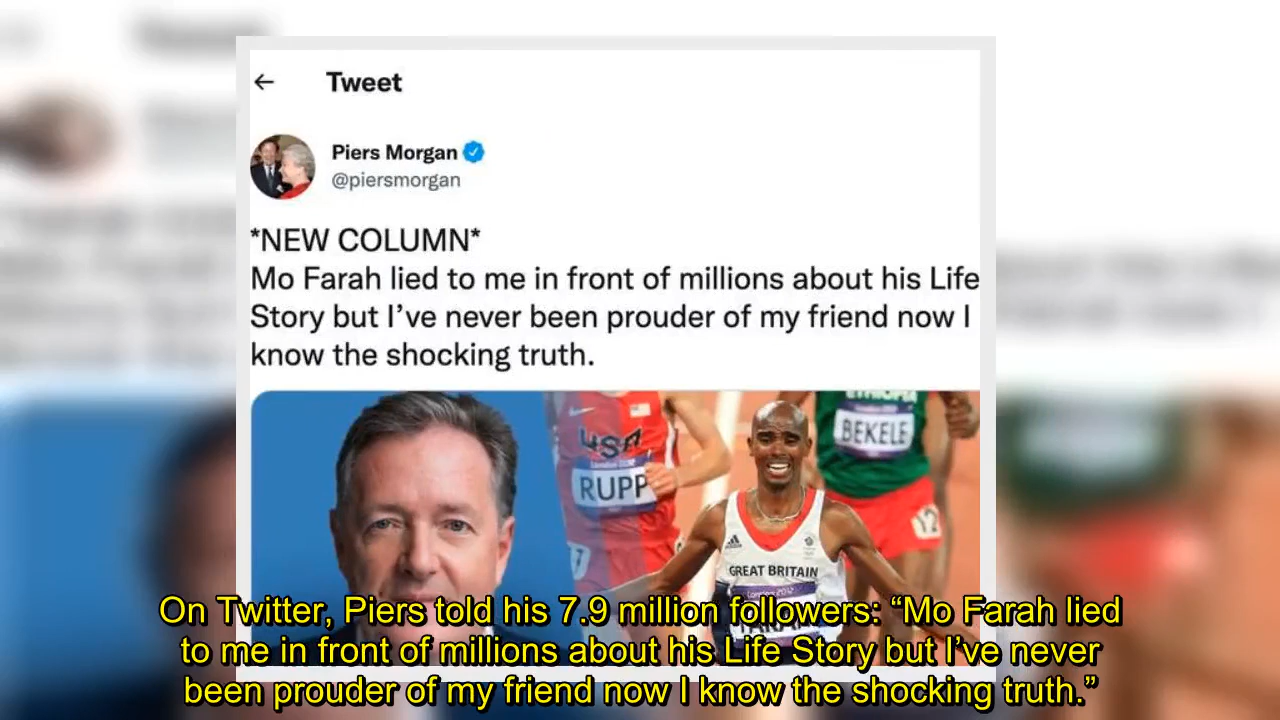 Tweet
Piers Morgan
@piersmorgan
*NEW COLUMN*
Mo Farah lied to me in front of millions about his Life
Story but I've never been prouder of my friend now I
know the shocking truth.
USA
RUPP
ETHIOPIA
BEKELE
GREAT BRITAIN
On Twitter, Piers told his 7.9 million followers: “Mo Farah lied
to me in front of millions about his Life Story but I’ve never
been prouder of my friend now I know the shocking truth.”